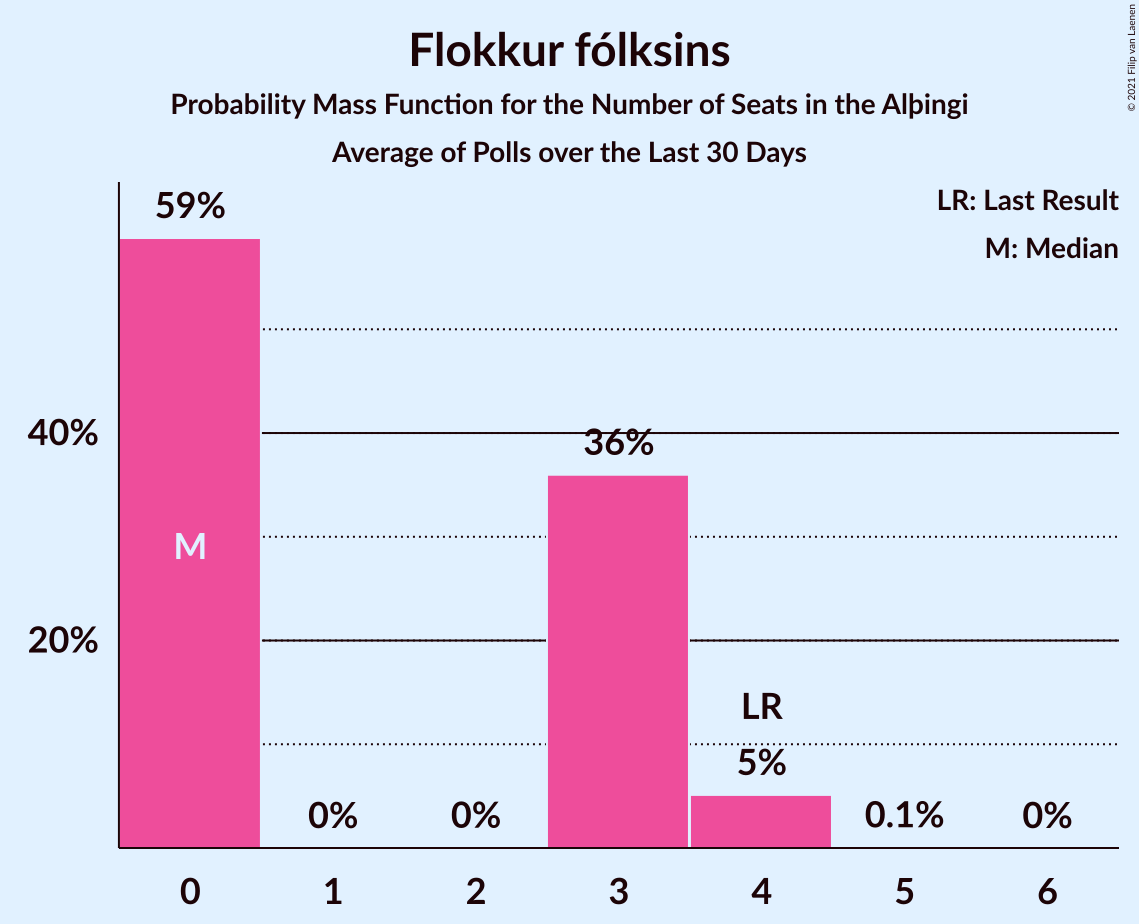 Flokkur fólksins
Probability Mass Function for the Number of Seats in the Alþingi
Average of Polls over the Last 30 Days
© 2021 Filip van Laenen
LR: Last Result
M: Median
59%
40%
36%
M
20%
LR
5%
0% 0% 0.1% 0%
0 1 2 3 4 5 6